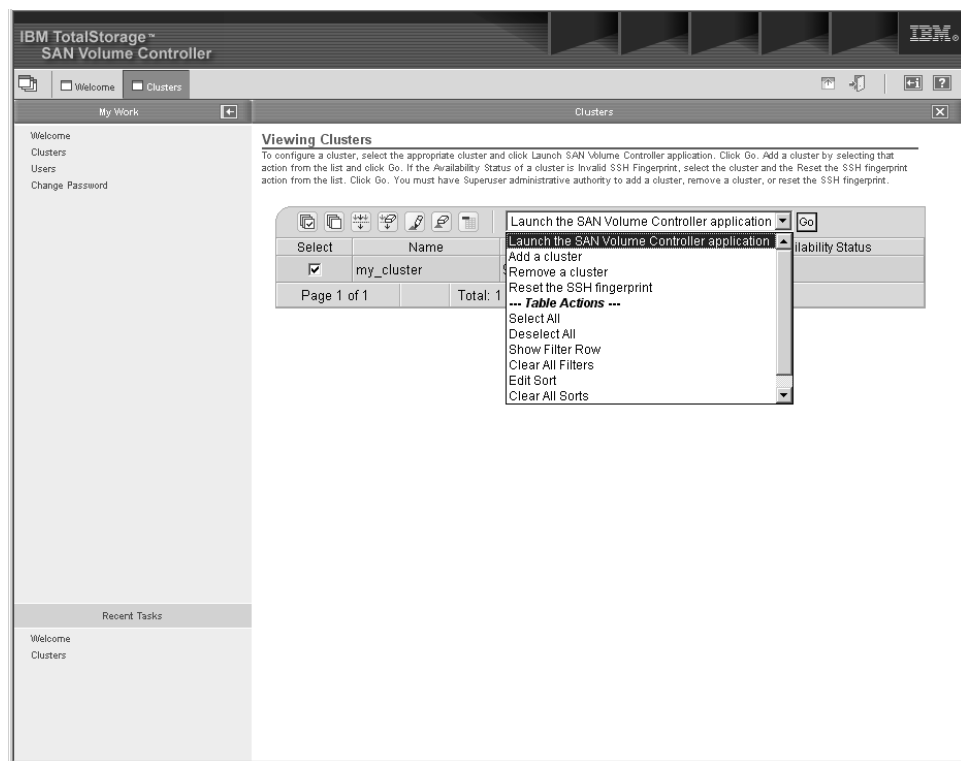 IBM TotalStorage™
SAN Volume Controller
IBM®
Welcome
Clusters
?
My Work
Clusters
Welcome
Clusters
Users
Change Password
Viewing Clusters
To configure a cluster, select the appropriate cluster and click Launch SAN Volume Controller application. Click Go. Add a cluster by selecting that
action from the list and click Go. If the Availability Status of a cluster is Invalid SSH Fingerprint, select the cluster and the Reset the SSH fingerprint
action from the list. Click Go. You must have Superuser administrative authority to add a cluster, remove a cluster, or reset the SSH fingerprint.
Launch the SAN Volume Controller application
Go
Select Name ilability Status
my_cluster
Page 1 of 1 Total: 1
Launch the SAN Volume Controller application
Add a cluster
Remove a cluster
Reset the SSH fingerprint
--- Table Actions ---
Select All
Deselect All
Show Filter Row
Clear All Filters
Edit Sort
Clear All Sorts
Recent Tasks
Welcome
Clusters